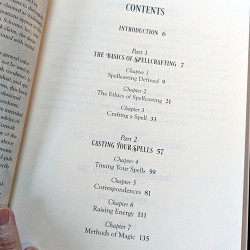 CONTENTS
INTRODUCTION 6
Part 1
THE BASICS OF SPELLCRAFTING 7
Chapter 1
Spellcasting Defined 9
Chapter 2
The Ethics of Spellcasting 21
Chapter 3
Crafting a Spell 33
Part 2
CASTING YOUR SPELLS 57
Chapter 4
Timing Your Spells 59
Chapter 5
Correspondences 81
Chapter 6
Raising Energy 111
Chapter 7
Methods of Magic 135